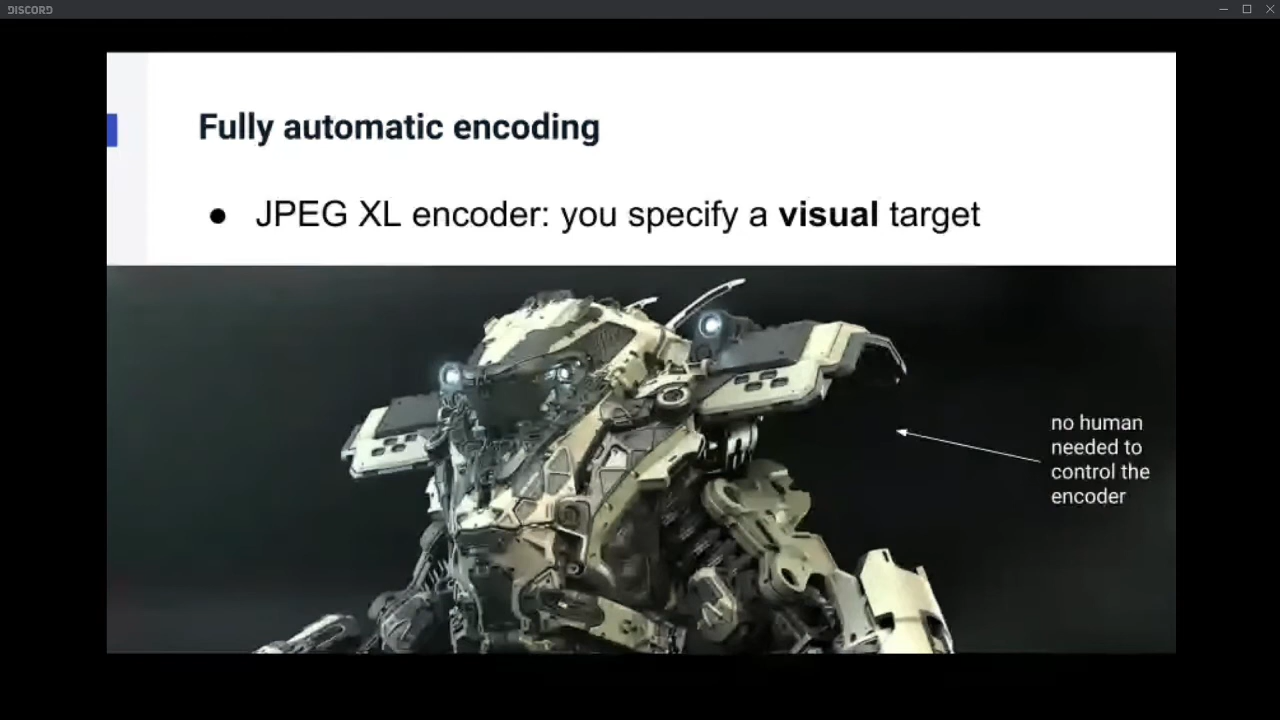 DISCORD
Fully automatic encoding
● JPEG XL encoder: you specify a visual target
no human
needed to
control the
encoder